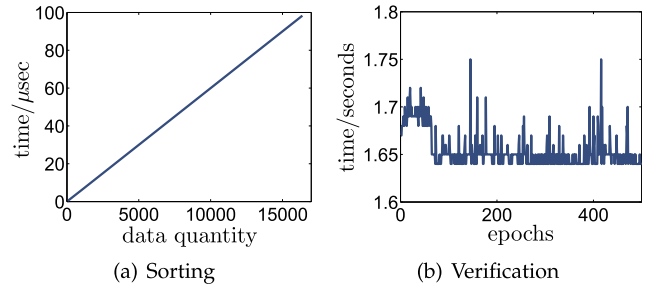 100
80
60
40
20
0
time/μsec
0 5000 10000 15000
data quantity
(a) Sorting
1.8
1.75
1.7
1.65
1.6
time/seconds
0 200 400
epochs
(b) Verification